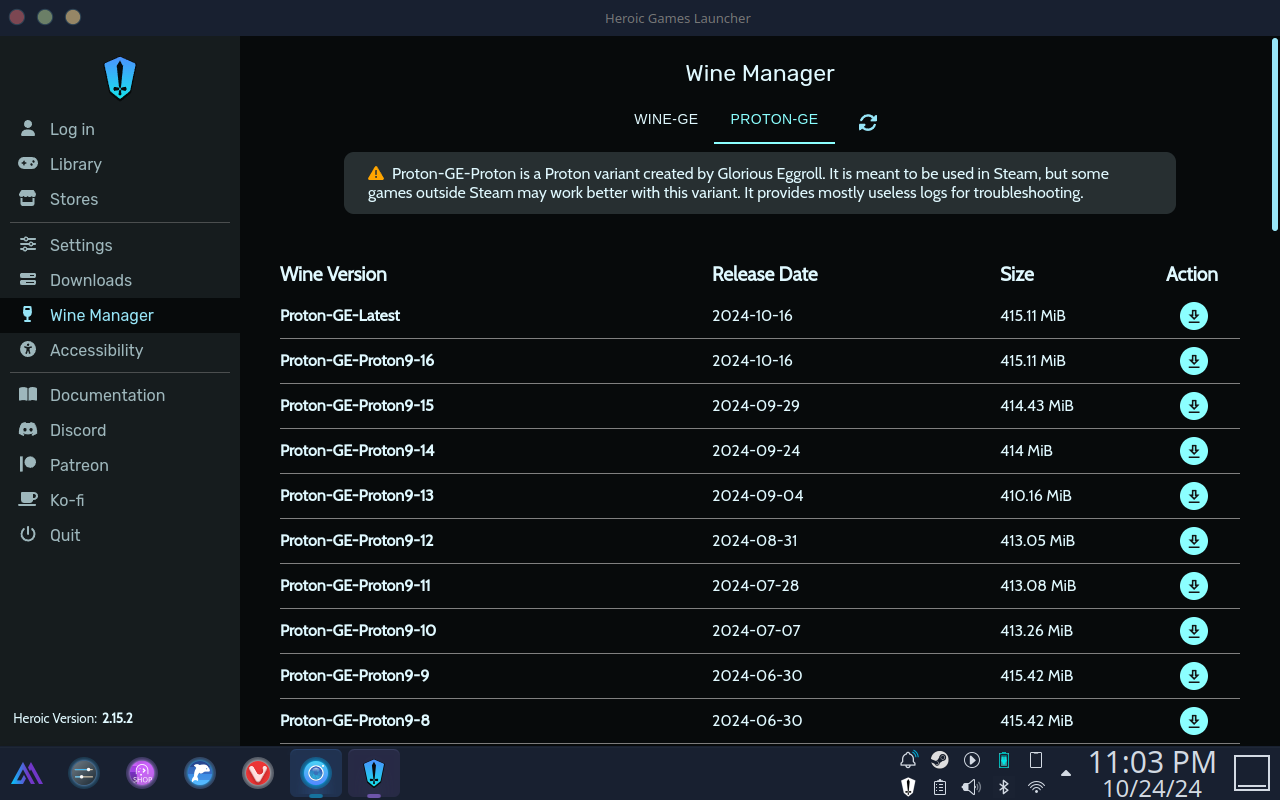 Heroic Games Launcher
Log in
Library
Stores
Settings
Downloads
Wine Manager
Accessibility
Documentation
Discord
Patreon
Ko-fi
Quit
Heroic Version: 2.15.2
Wine Manager
WINE-GE PROTON-GE
Proton-GE-Proton is a Proton variant created by Glorious Eggroll. It is meant to be used in Steam, but some
games outside Steam may work better with this variant. It provides mostly useless logs for troubleshooting.
Wine Version Release Date Size Action
Proton-GE-Latest 2024-10-16 415.11 MiB
Proton-GE-Proton9-16 2024-10-16 415.11 MiB
Proton-GE-Proton9-15 2024-09-29 414.43 MiB
Proton-GE-Proton9-14 2024-09-24 414 MiB
Proton-GE-Proton9-13 2024-09-04 410.16 MiB
Proton-GE-Proton9-12 2024-08-31 413.05 MiB
Proton-GE-Proton9-11 2024-07-28 413.08 MiB
Proton-GE-Proton9-10 2024-07-07 413.26 MiB
Proton-GE-Proton9-9 2024-06-30 415.42 MiB
Proton-GE-Proton9-8 2024-06-30 415.42 MiB
SHOP
11:03 PM
10/24/24